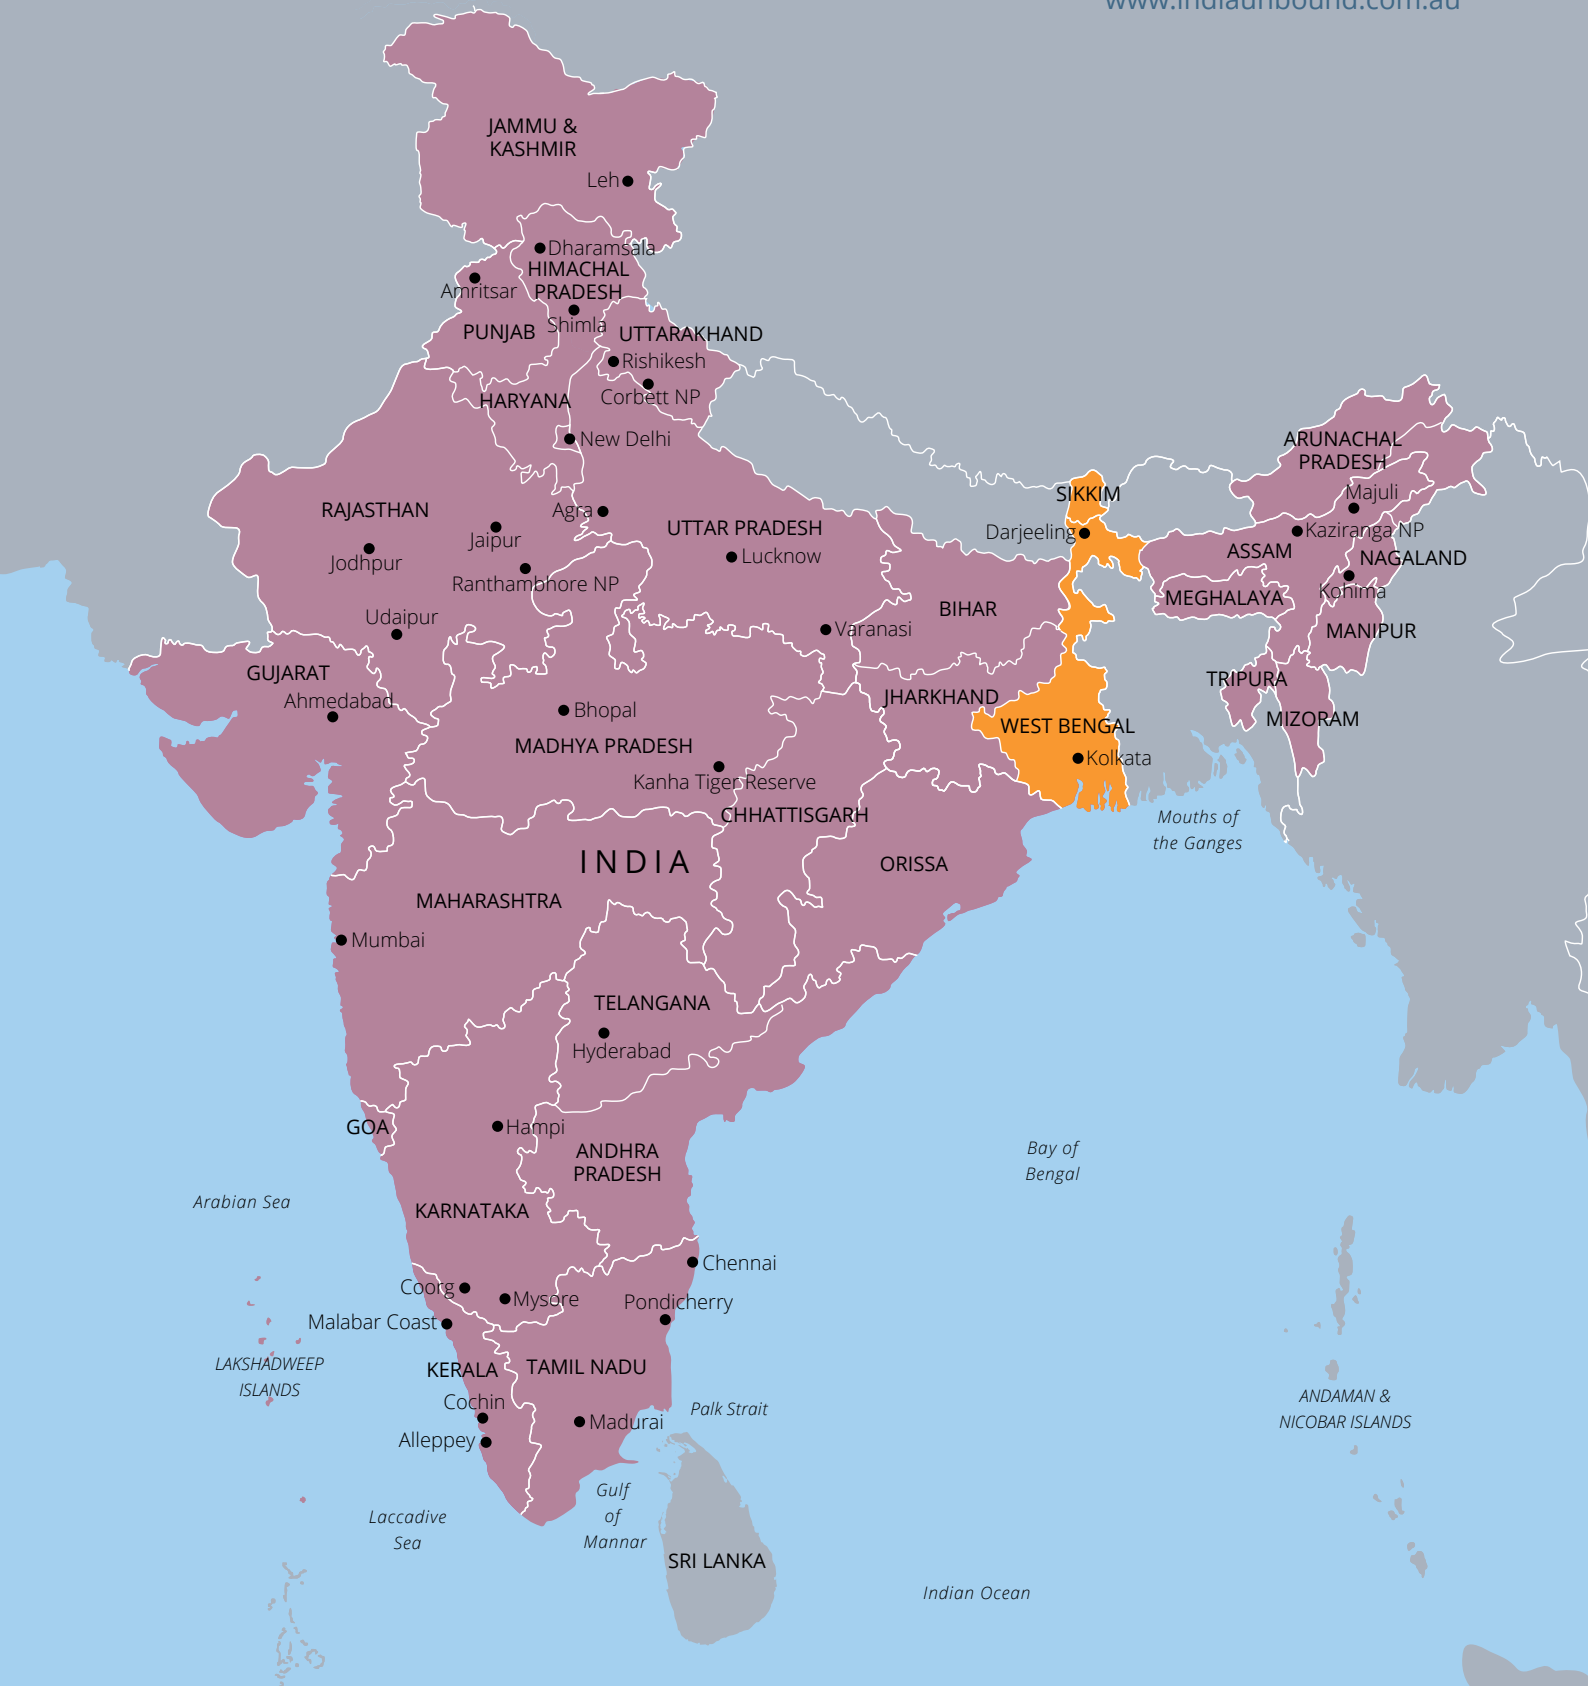 www.indiaunbound.com.au
JAMMU &
KASHMIR
Leh
Dharamsala
HIMACHAL
PRADESH
Amritsar
Shimla
PUNJAB
UTTARAKHAND
Rishikesh
Corbett NP
HARYANA
New Delhi
ARUNACHAL
PRADESH
SIKKIM
Majuli
RAJASTHAN
Agra
UTTAR PRADESH
Darjeeling
Kaziranga NP
Jaipur
Jodhpur
Lucknow
ASSAM
NAGALAND
Ranthambhore NP
Kohima
MEGHALAYA
BIHAR
Udaipur
Varanasi
MANIPUR
GUJARAT
Ahmedabad
TRIPURA
JHARKHAND
Bhopal
MIZORAM
WEST BENGAL
MADHYA PRADESH
Kolkata
Kanha Tiger Reserve
CHHATTISGARH
Mouths of
the Ganges
INDIA
ORISSA
MAHARASHTRA
Mumbai
TELANGANA
Hyderabad
GOA
Hampi
ANDHRA
PRADESH
Bay of
Bengal
Arabian Sea
KARNATAKA
Chennai
Coorg
Mysore
Pondicherry
Malabar Coast
LAKSHADWEEP
ISLANDS
KERALA
TAMIL NADU
Cochin
Palk Strait
ANDAMAN &
NICOBAR ISLANDS
Madurai
Alleppey
Gulf
of
Mannar
Laccadive
Sea
SRI LANKA
Indian Ocean